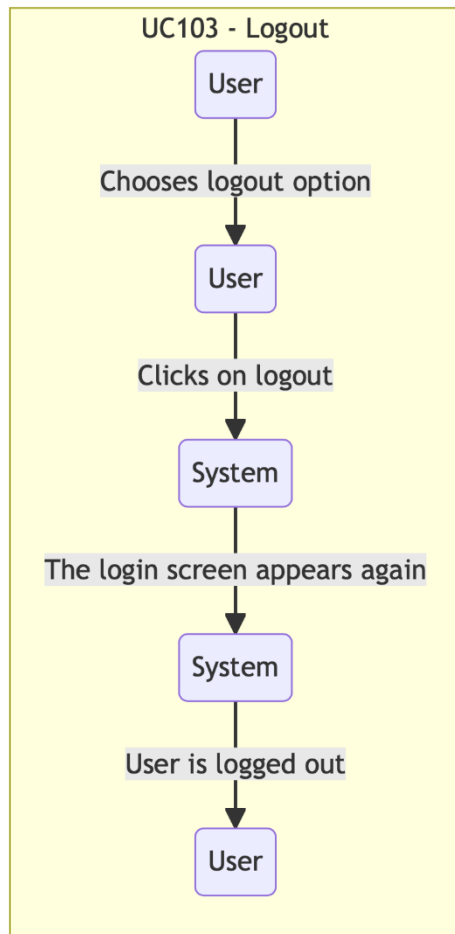 UC103 - Logout
User
Chooses logout option
User
Clicks on logout
System
The login screen appears again
System
User is logged out
User